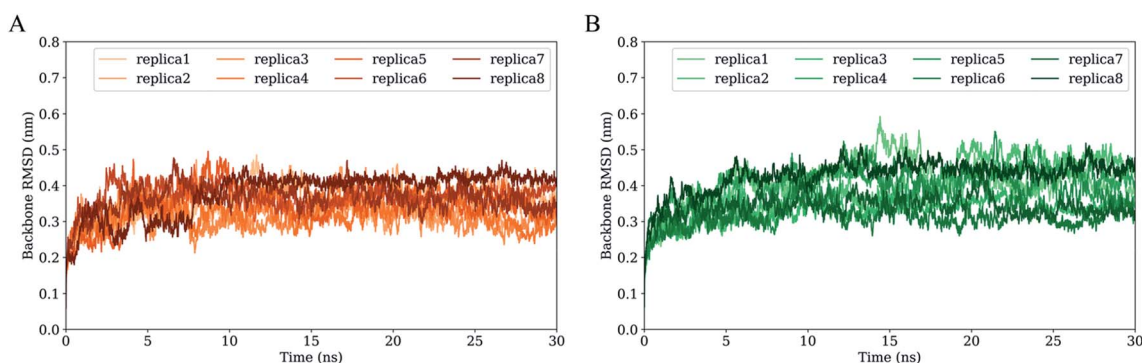 A
replica1 replica3 replica5 replica7
replica2 replica4 replica6 replica8
Backbone RMSD (nm)
0.8
0.7
0.6
0.5
0.4
0.3
0.2
0.1
0.0
0 5 10 15 20 25 30
Time (ns)
B
replica1 replica3 replica5 replica7
replica2 replica4 replica6 replica8
Backbone RMSD (nm)
0.8
0.7
0.6
0.5
0.4
0.3
0.2
0.1
0.0
0 5 10 15 20 25 30
Time (ns)